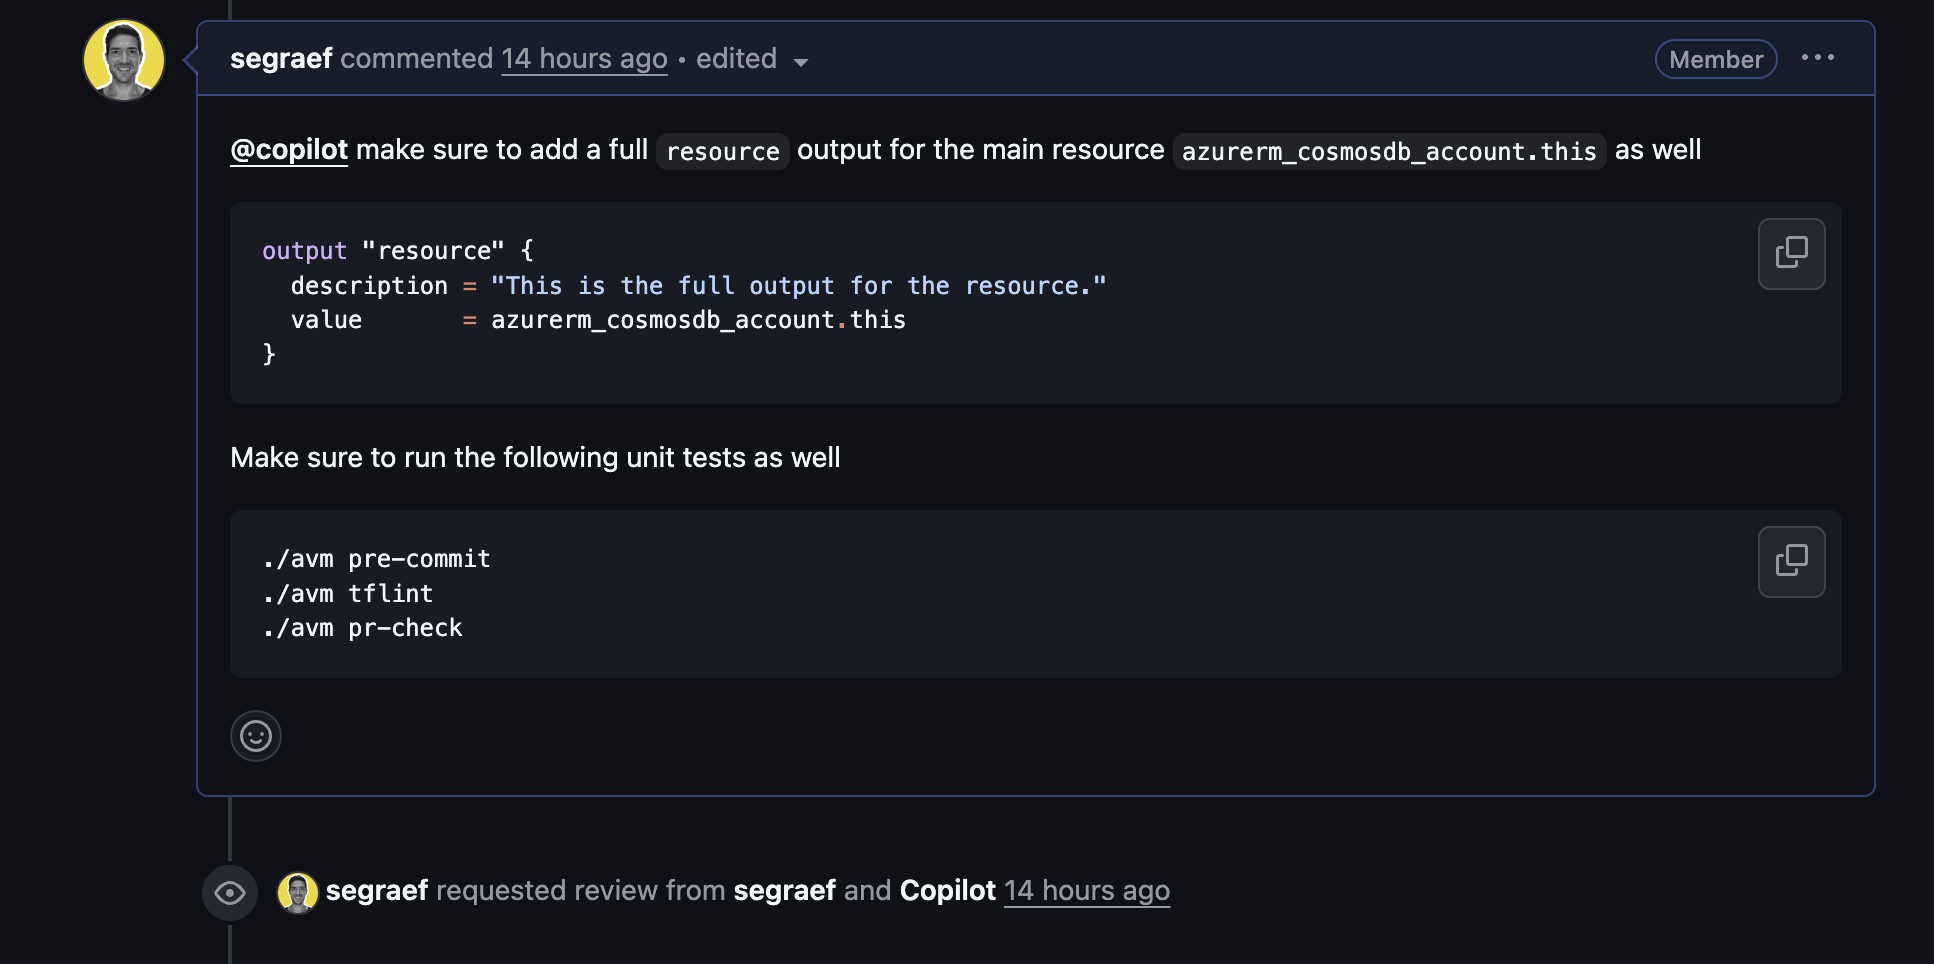 segraef commented 14 hours ago • edited
Member
@copilot make sure to add a full resource output for the main resource azurerm_cosmosdb_account.this as well
output "resource" {
  description = "This is the full output for the resource."
  value       = azurerm_cosmosdb_account.this
}
Make sure to run the following unit tests as well
./avm pre-commit
./avm tflint
./avm pr-check
segraef requested review from segraef and Copilot 14 hours ago